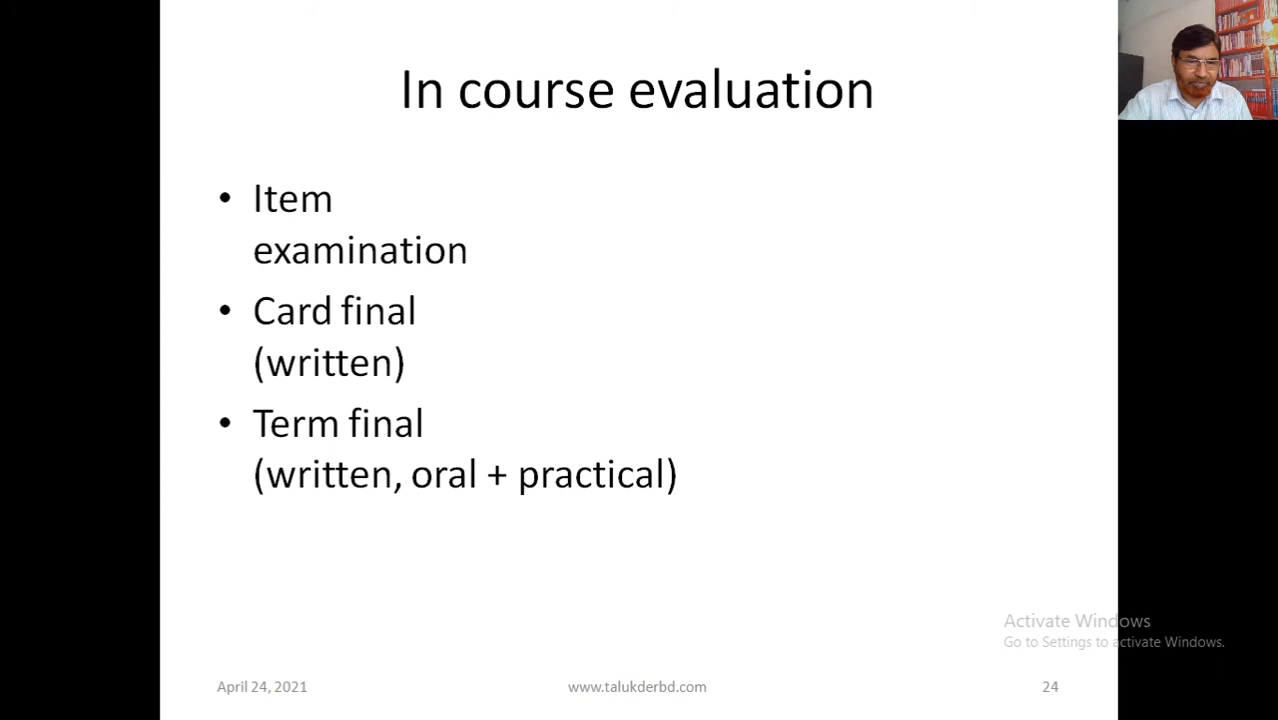 In course evaluation
• Item
examination
• Card final
(written)
• Term final
(written, oral + practical)
Activate Windows
Go to Settings to activate Windows.
April 24, 2021
www.talukderbd.com
24